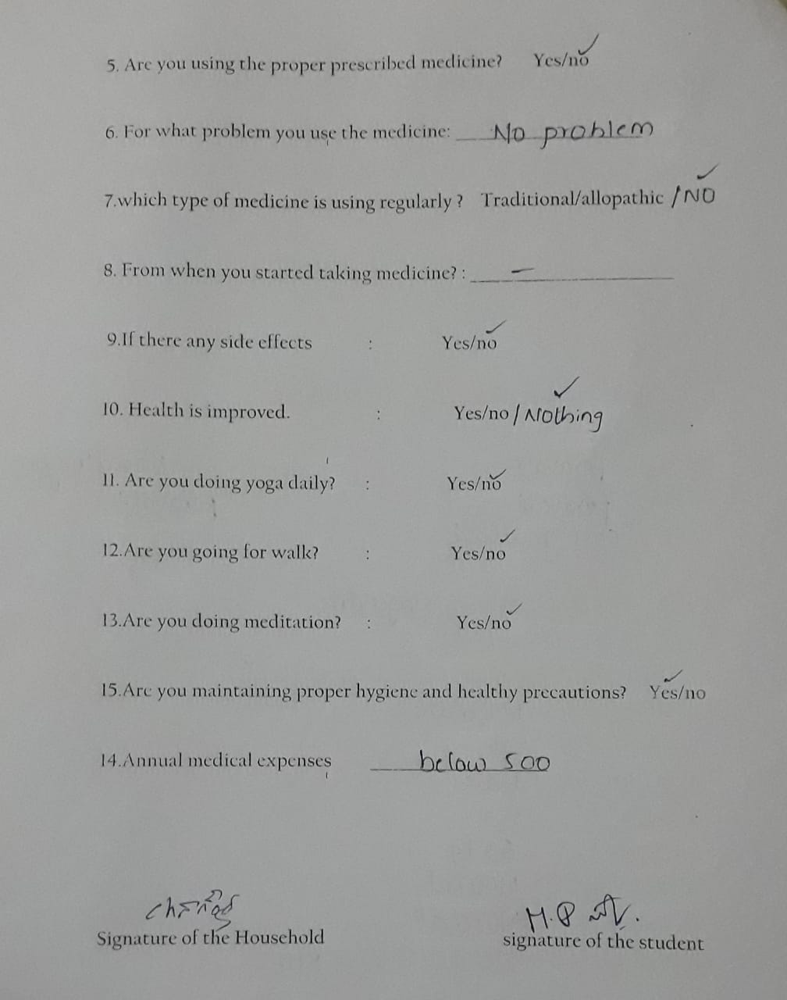 5. Are you using the proper prescribed medicine? Yes/no
6. For what problem you use the medicine: No problem
7.which type of medicine is using regularly ? Traditional/allopathic /NO
8. From when you started taking medicine? : –
9.If there any side effects : Yes/no
10. Health is improved. : Yes/no / Nothing
11. Are you doing yoga daily? : Yes/no
12.Are you going for walk? : Yes/no
13.Are you doing meditation? : Yes/no
15.Are you maintaining proper hygiene and healthy precautions? Yes/no
14.Annual medical expenses below 500
Signature of the Household signature of the student